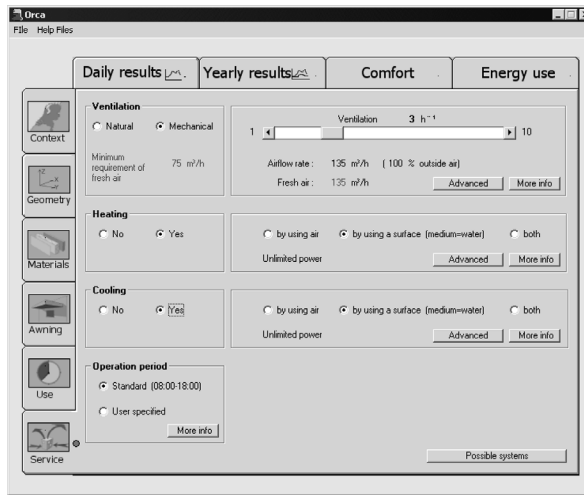 Orca
File Help Files
Daily results
Yearly results
Comfort
Energy use
Context
Geometry
Materials
Awning
Use
Service
Ventilation
Natural Mechanical
Minimum requirement of fresh air 75 m³/h
Ventilation 3 h⁻¹
1 10
Airflow rate : 135 m³/h ( 100 % outside air)
Fresh air : 135 m³/h
Advanced More info
Heating
No Yes
by using air by using a surface (medium=water) both
Unlimited power Advanced More info
Cooling
No Yes
by using air by using a surface (medium=water) both
Unlimited power Advanced More info
Operation period
Standard (08:00-18:00)
User specified
More info
Possible systems